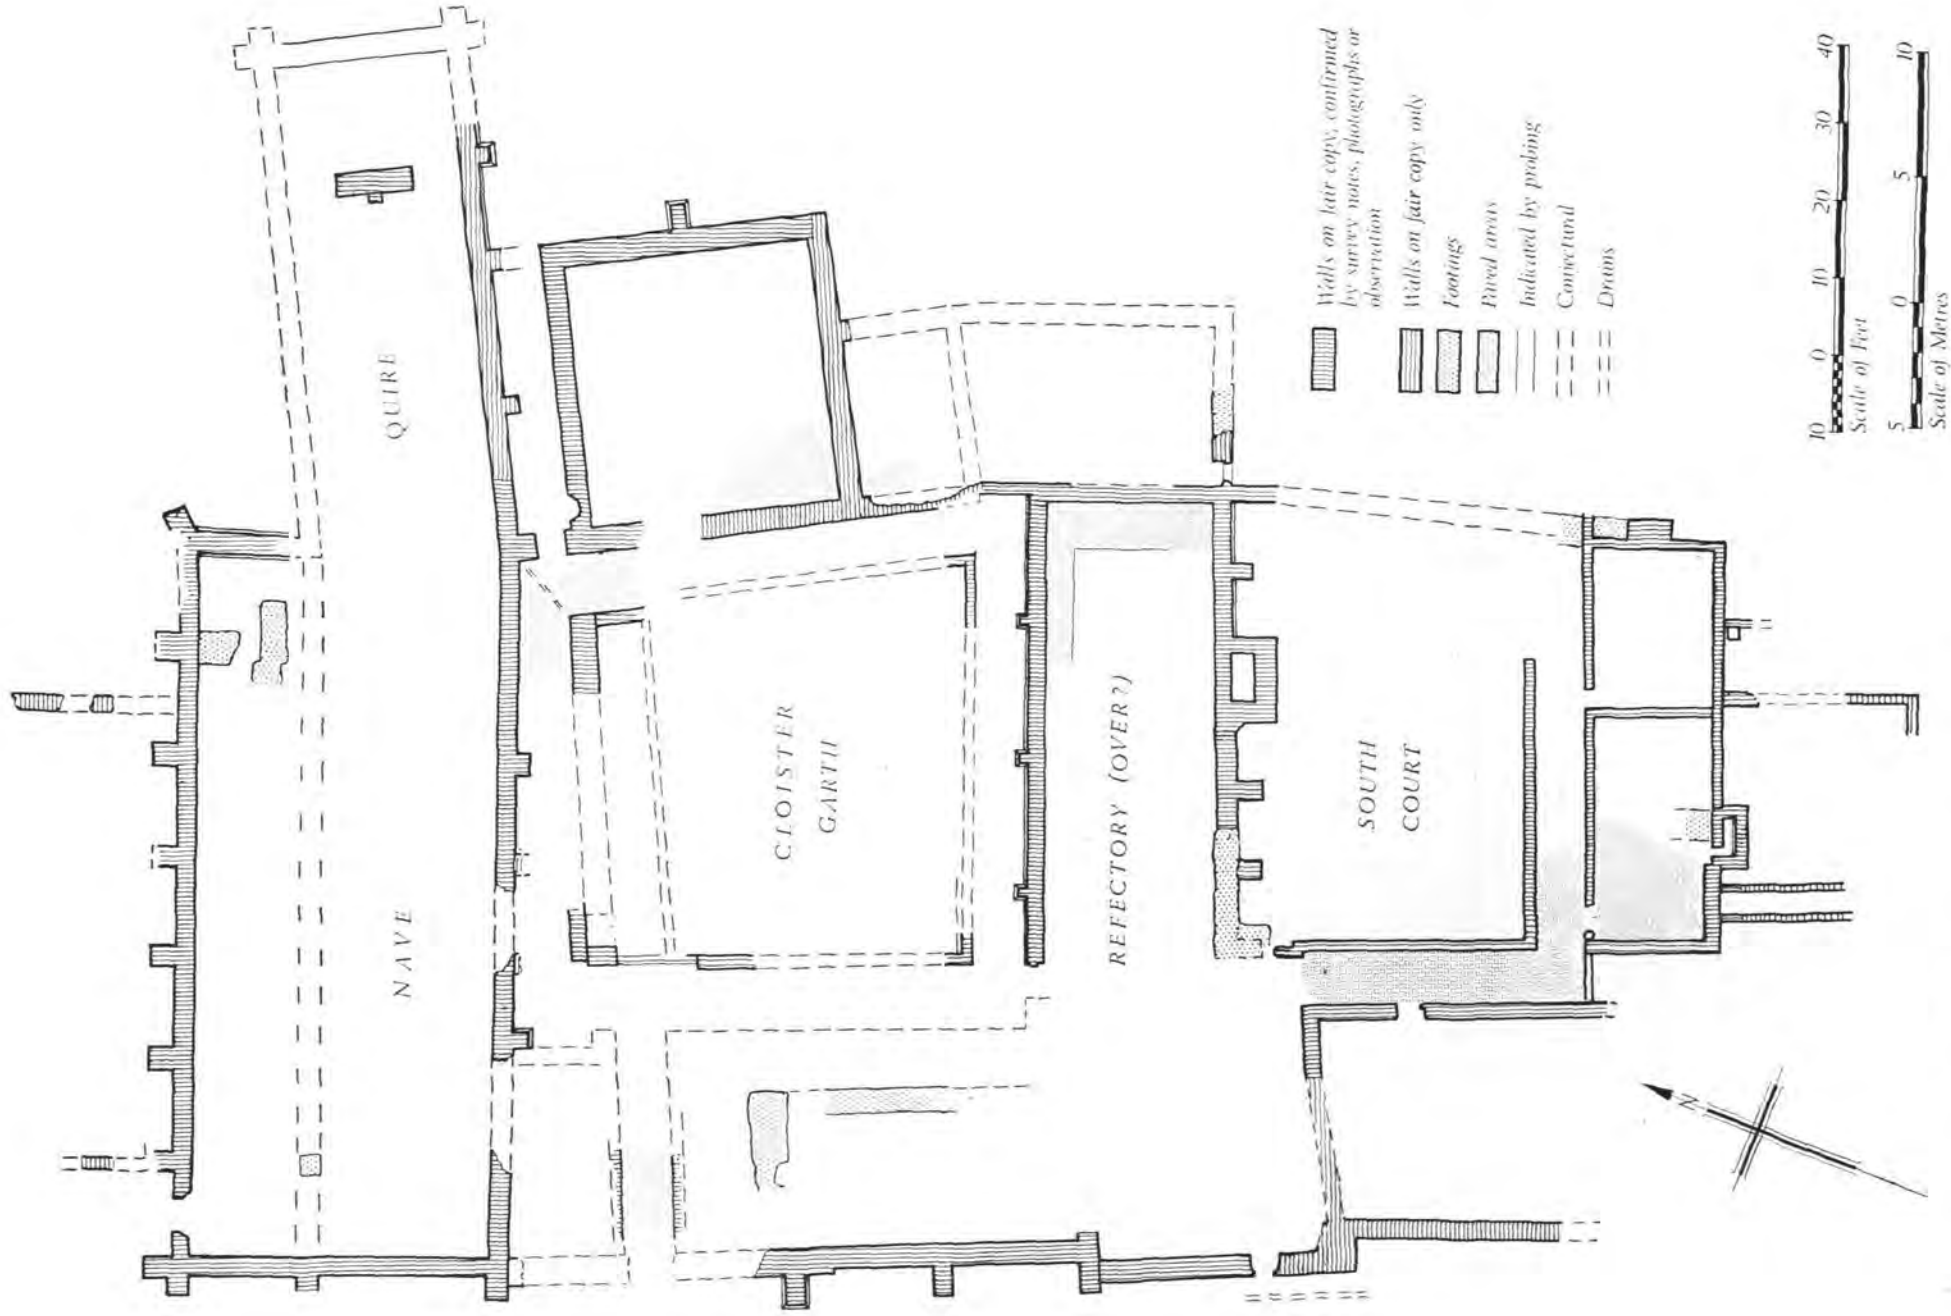 QUIRE
NAVE
CLOISTER
GARTH
REFECTORY (OVER?)
SOUTH
COURT
Walls on fair copy, confirmed
by survey notes, photographs or
observation
Walls on fair copy only
Footings
Paved areas
Indicated by probing
Conjectural
Drains
10 0 10 20 30 40
Scale of Feet
5 0 5 10
Scale of Metres
N